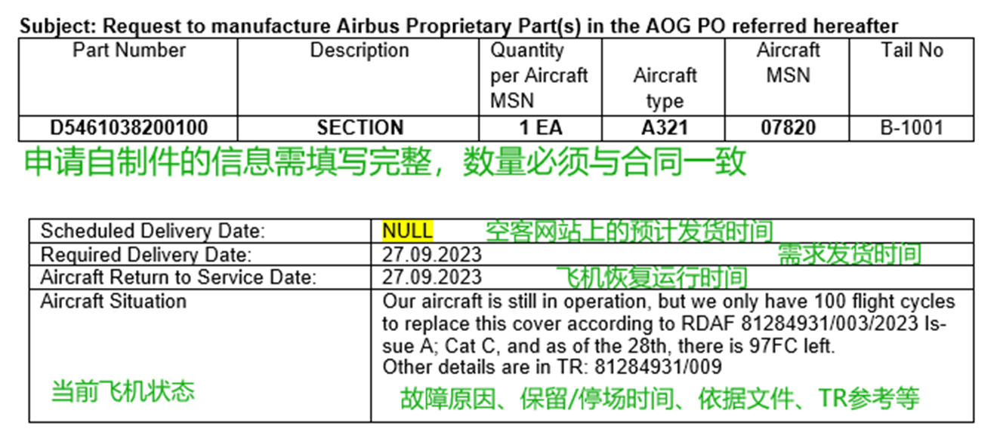 Subject: Request to manufacture Airbus Proprietary Part(s) in the AOG PO referred hereafter
Part Number Description Quantity per Aircraft MSN Aircraft type Aircraft MSN Tail No
D5461038200100 SECTION 1 EA A321 07820 B-1001
申请自制件的信息需填写完整，数量必须与合同一致
Scheduled Delivery Date: NULL 空客网站上的预计发货时间
Required Delivery Date: 27.09.2023 需求发货时间
Aircraft Return to Service Date: 27.09.2023 飞机恢复运行时间
Aircraft Situation Our aircraft is still in operation, but we only have 100 flight cycles
to replace this cover according to RDAF 81284931/003/2023 Is-
sue A; Cat C, and as of the 28th, there is 97FC left.
Other details are in TR: 81284931/009
当前飞机状态 故障原因、保留/停场时间、依据文件、TR参考等